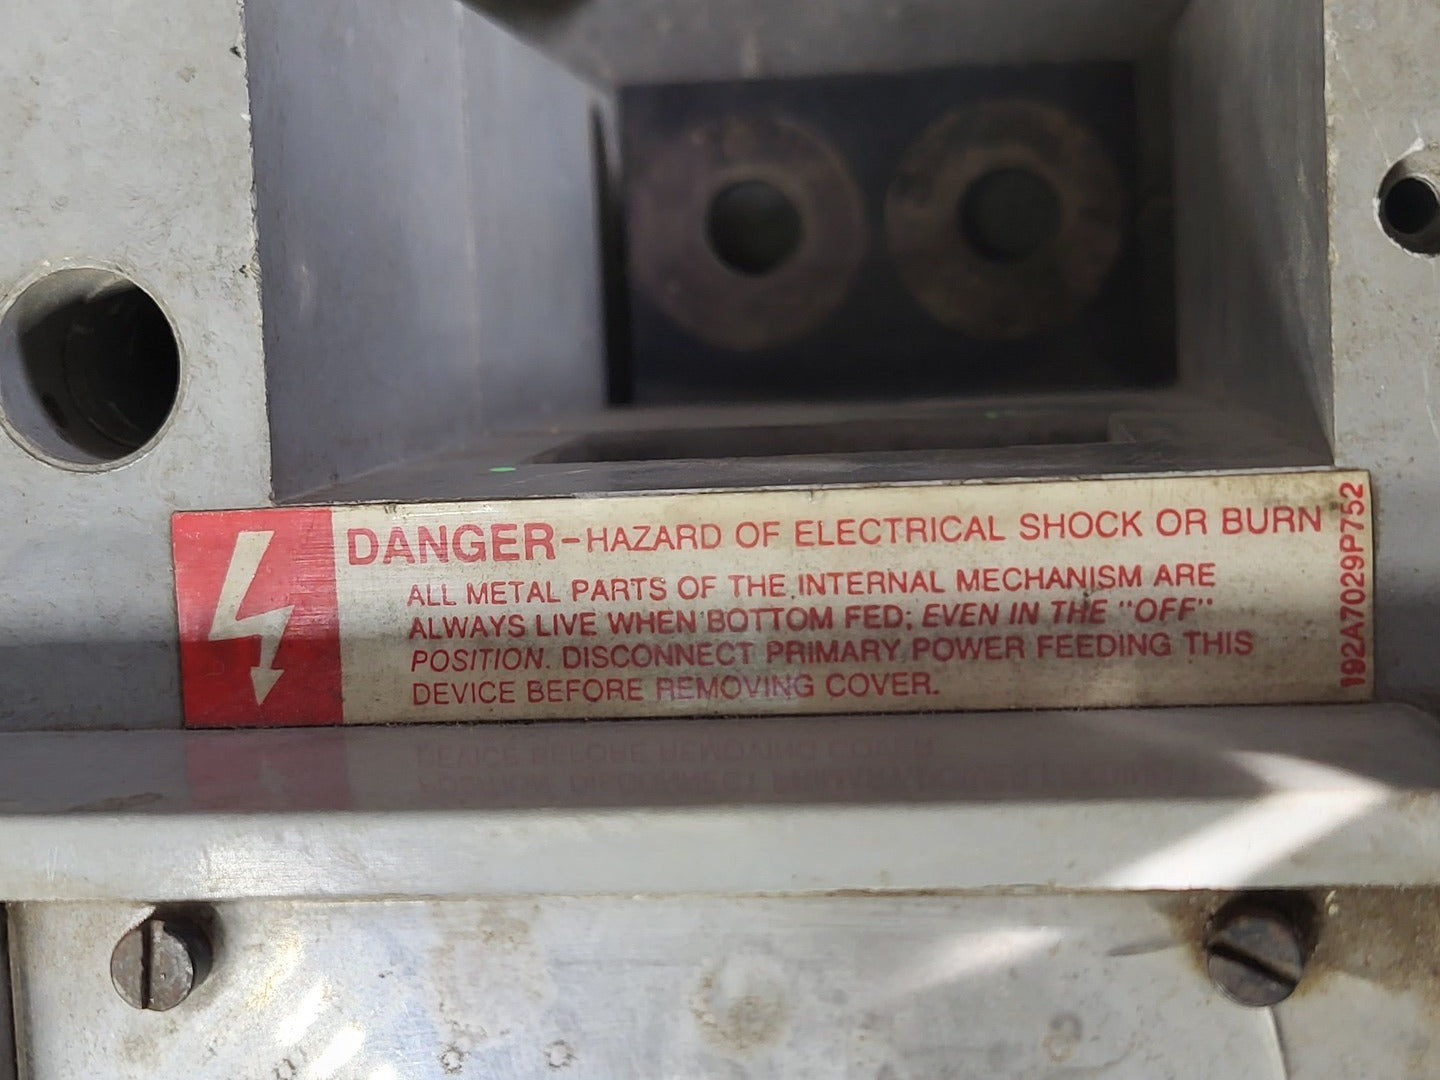 DANGER-HAZARD OF ELECTRICAL SHOCK OR BURN
ALL METAL PARTS OF THE INTERNAL MECHANISM ARE
ALWAYS LIVE WHEN BOTTOM FED; EVEN IN THE "OFF"
POSITION. DISCONNECT PRIMARY POWER FEEDING THIS
DEVICE BEFORE REMOVING COVER.
192A7029P752